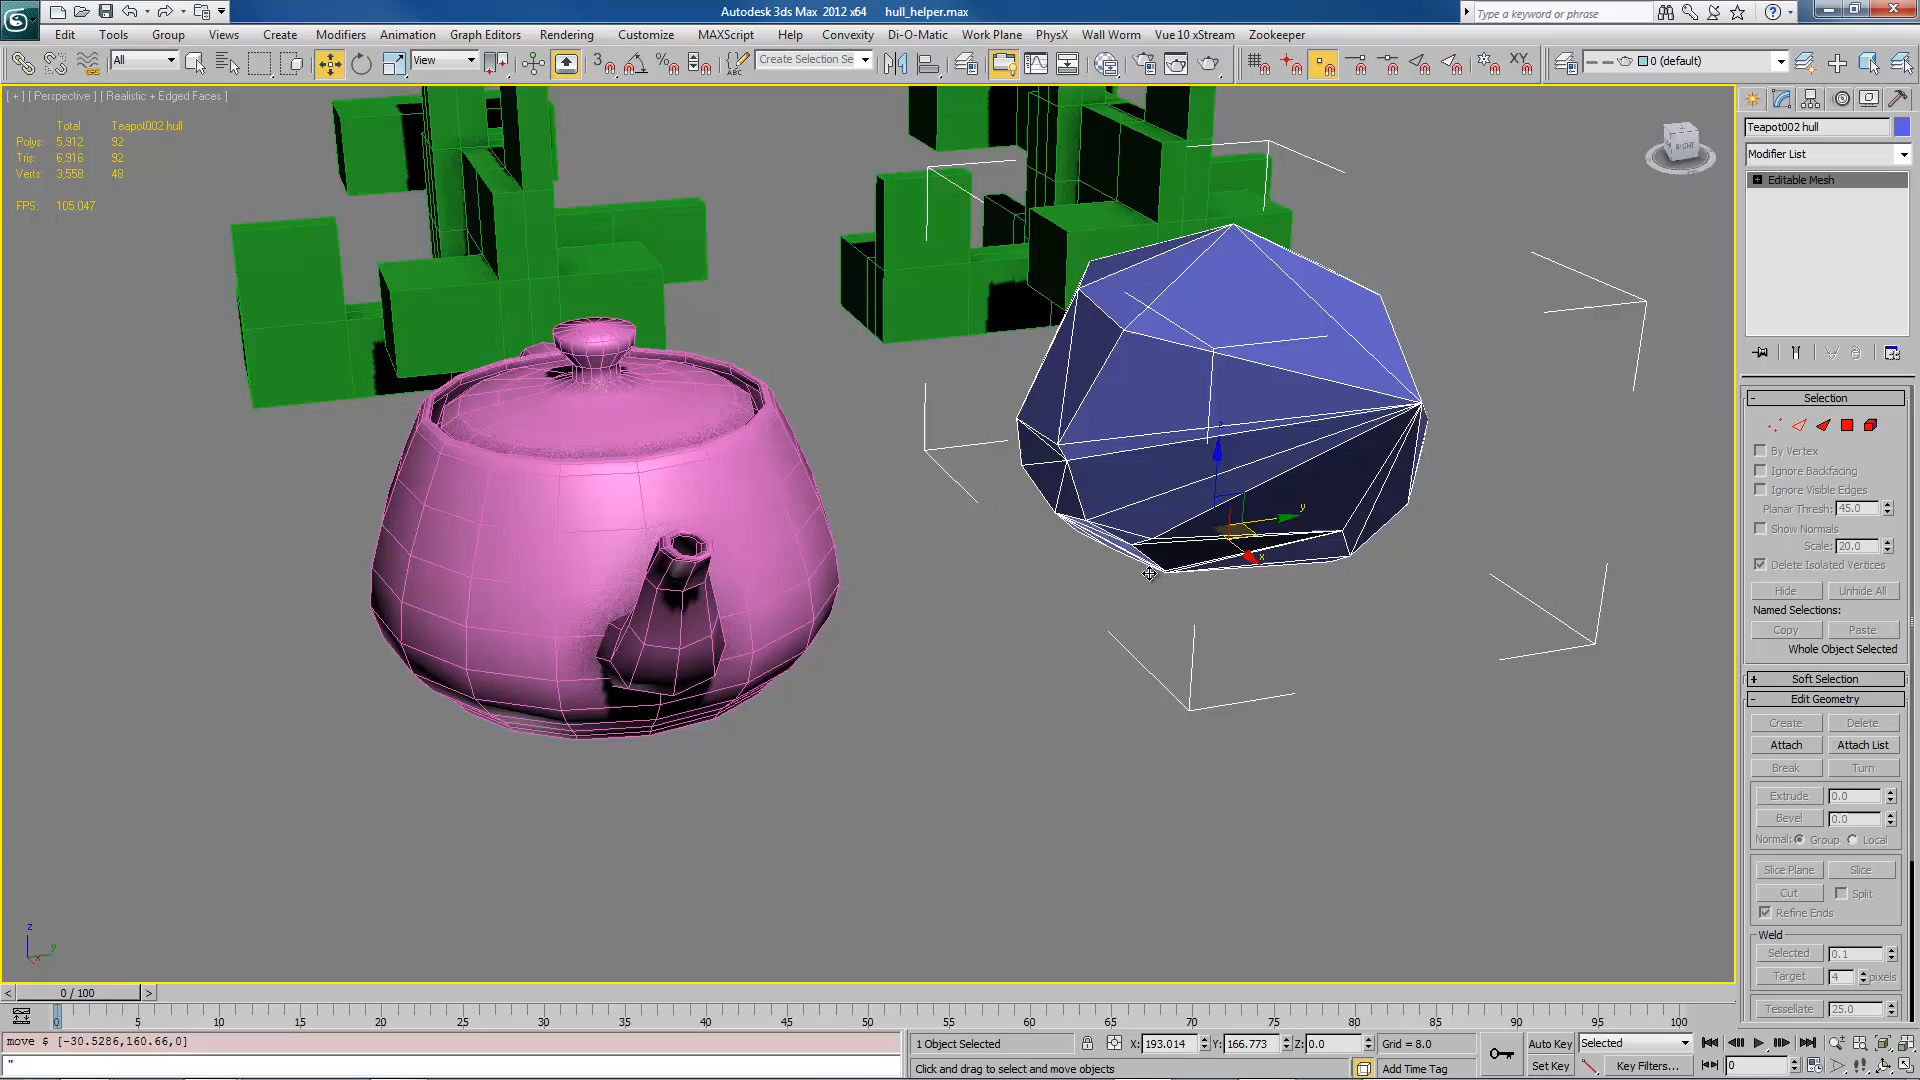 Autodesk 3ds Max 2012 x64 hull_helper.max
Type a keyword or phrase
Edit Tools Group Views Create Modifiers Animation Graph Editors Rendering Customize MAXScript Help Convexity Di-O-Matic Work Plane PhysX Wall Worm Vue 10 xStream Zookeeper
All View 3 Create Selection Se XY 0 (default)
[ + ] [ Perspective ] [ Realistic + Edged Faces ]
Total Teapot002.hull
Polys: 5,912 92
Tris: 6,916 92
Verts: 3,558 48
FPS: 105.047
RIGHT
Teapot002.hull
Modifier List
Editable Mesh
Selection
By Vertex
Ignore Backfacing
Ignore Visible Edges
Planar Thresh: 45.0
Show Normals
Scale: 20.0
Delete Isolated Vertices
Hide Unhide All
Named Selections:
Copy Paste
Whole Object Selected
Soft Selection
Edit Geometry
Create Delete
Attach Attach List
Break Turn
Extrude 0.0
Bevel 0.0
Normal: Group Local
Slice Plane Slice
Cut Split
Refine Ends
Weld
Selected 0.1
Target 4 pixels
Tessellate 25.0
y
x
z
y
x
< 0 / 100 >
0 5 10 15 20 25 30 35 40 45 50 55 60 65 70 75 80 85 90 95 100
move $ [-30.5286,160.66,0]
"
1 Object Selected X: 193.014 Y: 166.773 Z: 0.0 Grid = 8.0 Auto Key Selected
Click and drag to select and move objects Add Time Tag Set Key Key Filters... 0